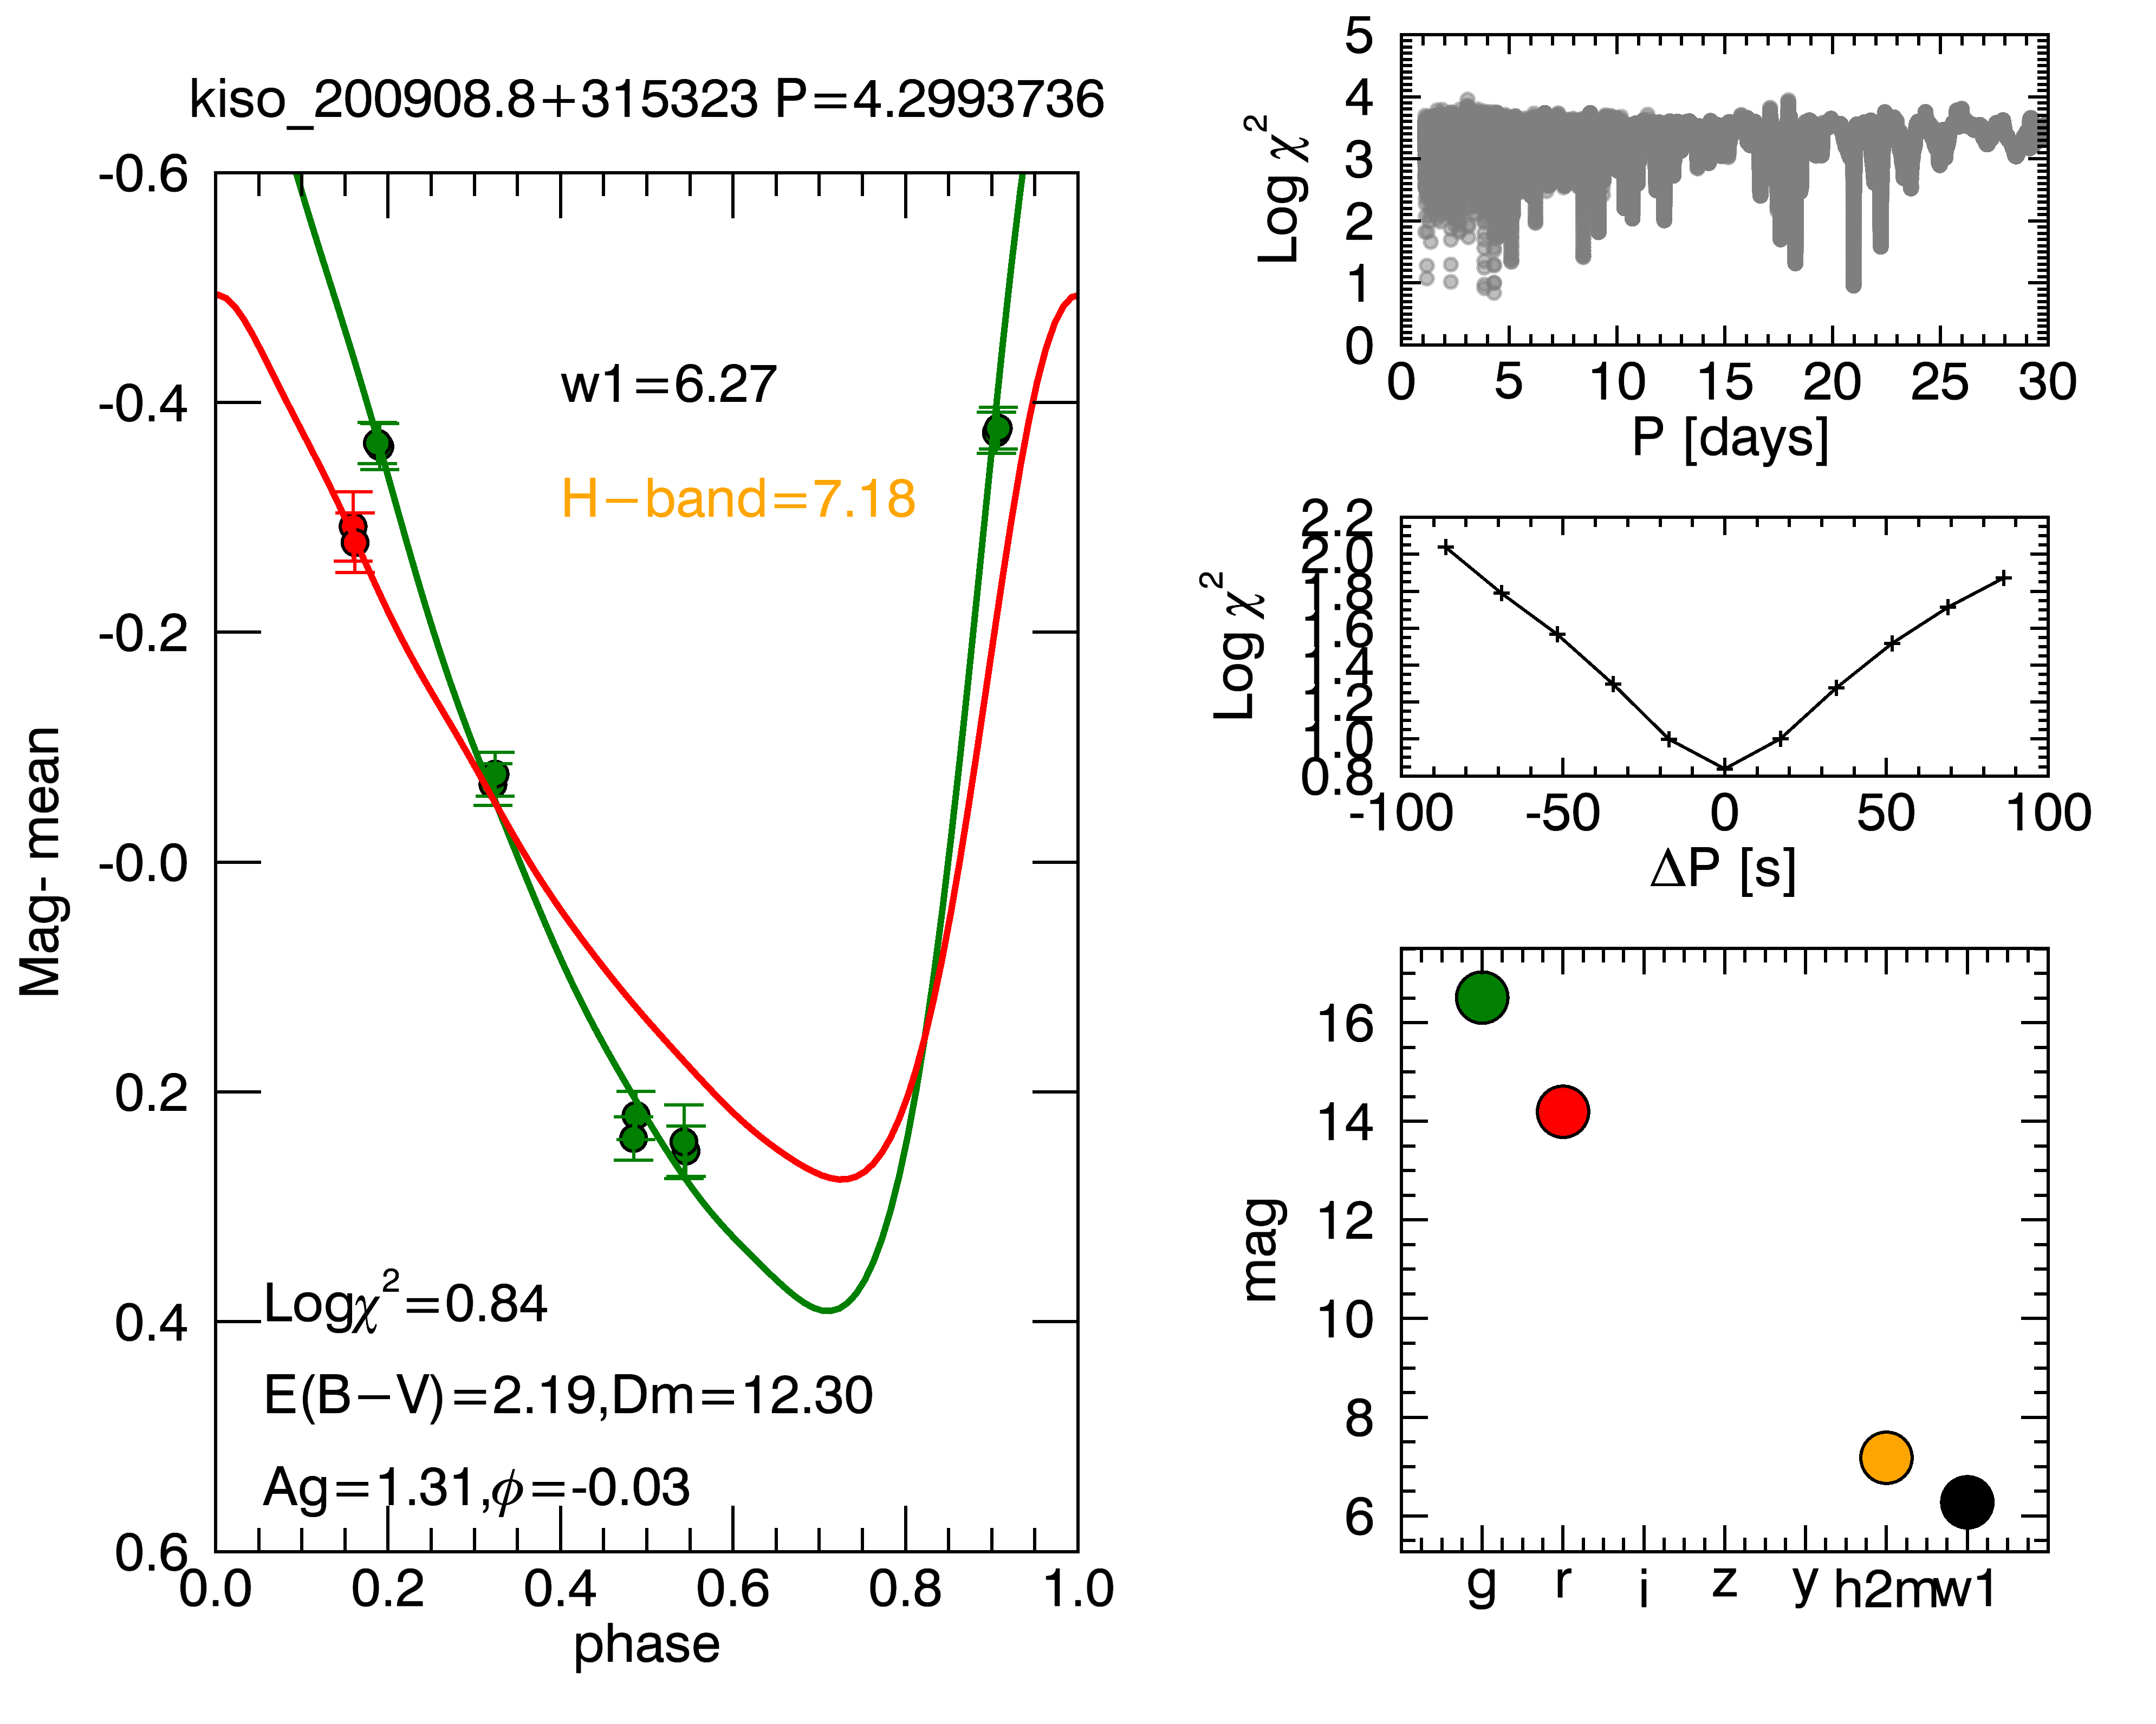 kiso_200908.8+315323 P=4.2993736
-0.6
-0.4
-0.2
-0.0
0.2
0.4
0.6
Mag- mean
w1=6.27
H-band=7.18
Logχ²=0.84
E(B-V)=2.19,Dm=12.30
Ag=1.31,ϕ=-0.03
0.0 0.2 0.4 0.6 0.8 1.0
phase
5
4
3
2
1
0
Log χ²
0 5 10 15 20 25 30
P [days]
2.2
2.0
1.8
1.6
1.4
1.2
1.0
0.8
Log χ²
-100 -50 0 50 100
ΔP [s]
16
14
12
10
8
6
mag
g r i z y h2mw1